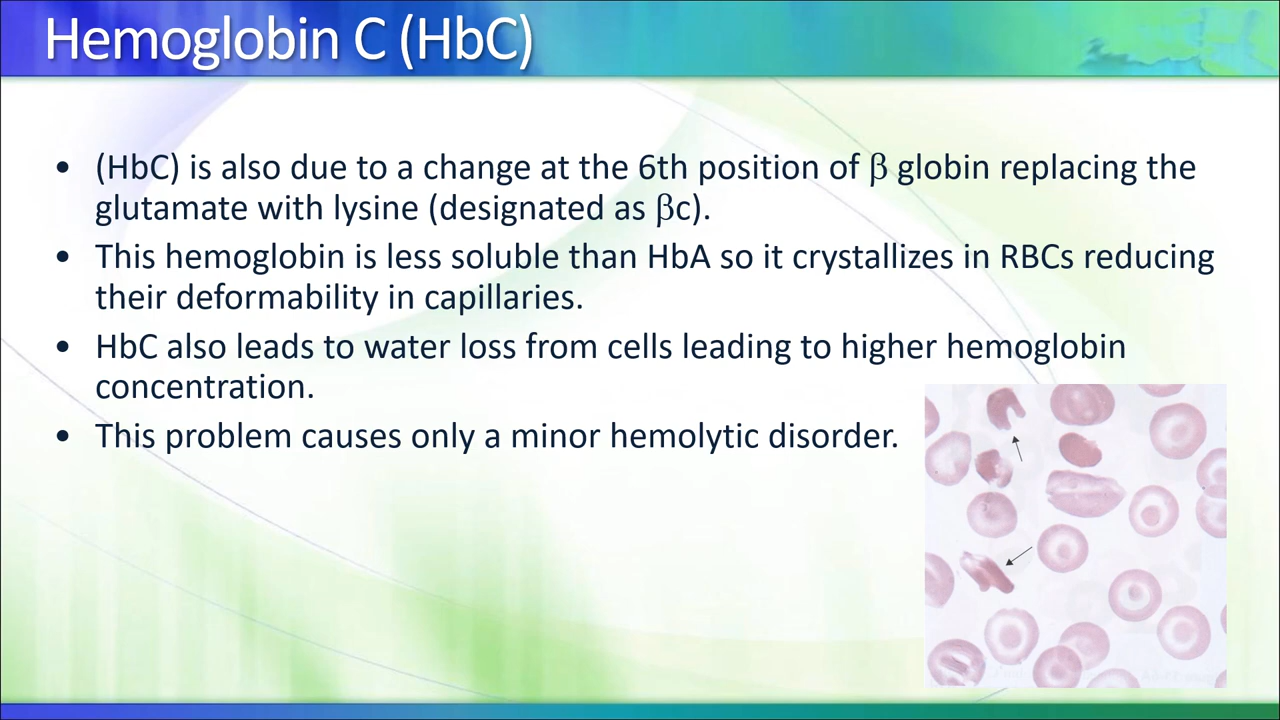 Hemoglobin C (HbC)
• (HbC) is also due to a change at the 6th position of β globin replacing the
glutamate with lysine (designated as βc).
• This hemoglobin is less soluble than HbA so it crystallizes in RBCs reducing
their deformability in capillaries.
• HbC also leads to water loss from cells leading to higher hemoglobin
concentration.
• This problem causes only a minor hemolytic disorder.